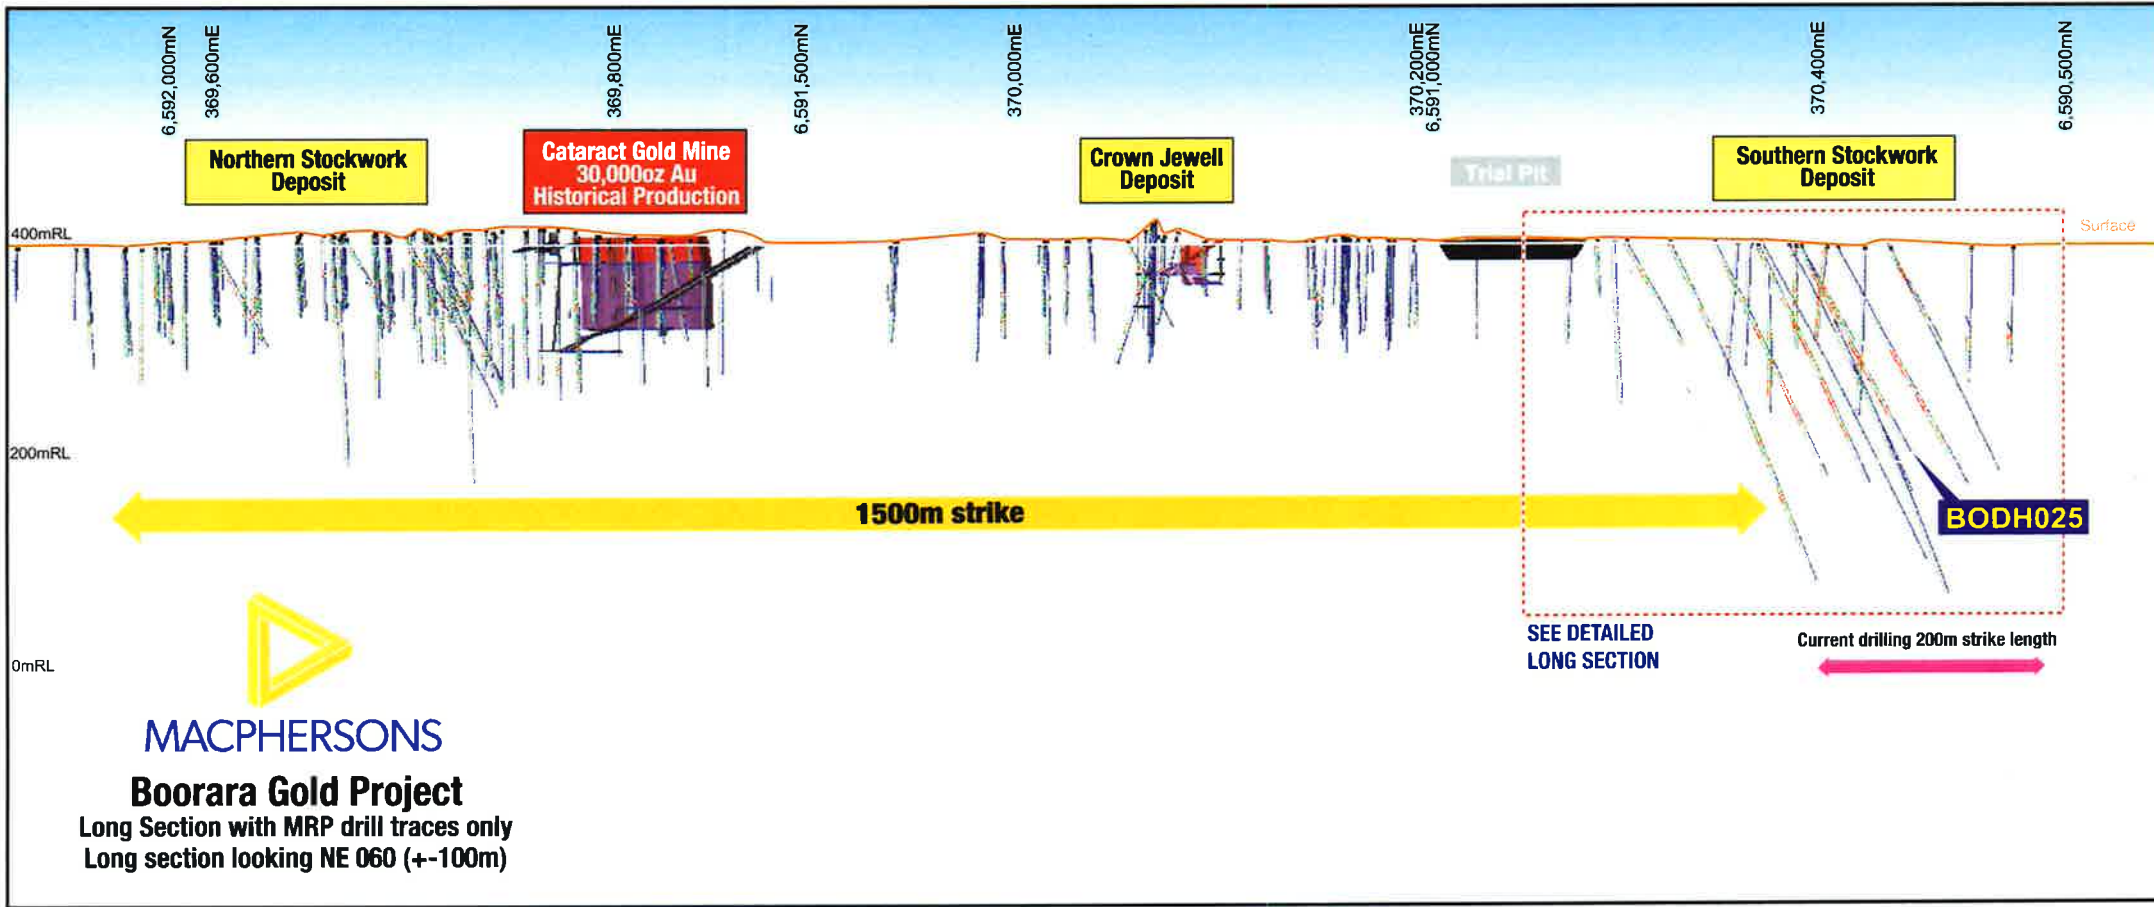 6,592,000mN
369,600mE
369,800mE
6,591,500mN
370,000mE
370,200mE
6,591,000mN
370,400mE
6,590,500mN
Northern Stockwork
Deposit
Cataract Gold Mine
30,000oz Au
Historical Production
Crown Jewell
Deposit
Trial Pit
Southern Stockwork
Deposit
400mRL
Surface
200mRL
1500m strike
BODH025
SEE DETAILED
LONG SECTION
Current drilling 200m strike length
0mRL
MACPHERSONS
Boorara Gold Project
Long Section with MRP drill traces only
Long section looking NE 060 (+-100m)